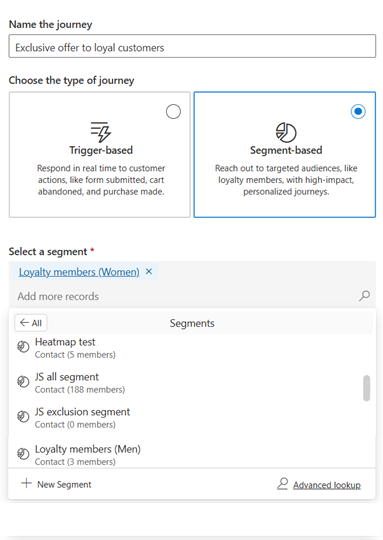 Name the journey
Exclusive offer to loyal customers
Choose the type of journey
Trigger-based
Respond in real time to customer
actions, like form submitted, cart
abandoned, and purchase made.
Segment-based
Reach out to targeted audiences, like
loyalty members, with high-impact,
personalized journeys.
Select a segment *
Loyalty members (Women) ×
Add more records
← All
Segments
Heatmap test
Contact (5 members)
JS all segment
Contact (188 members)
JS exclusion segment
Contact (0 members)
Loyalty members (Men)
Contact (3 members)
+ New Segment
Advanced lookup